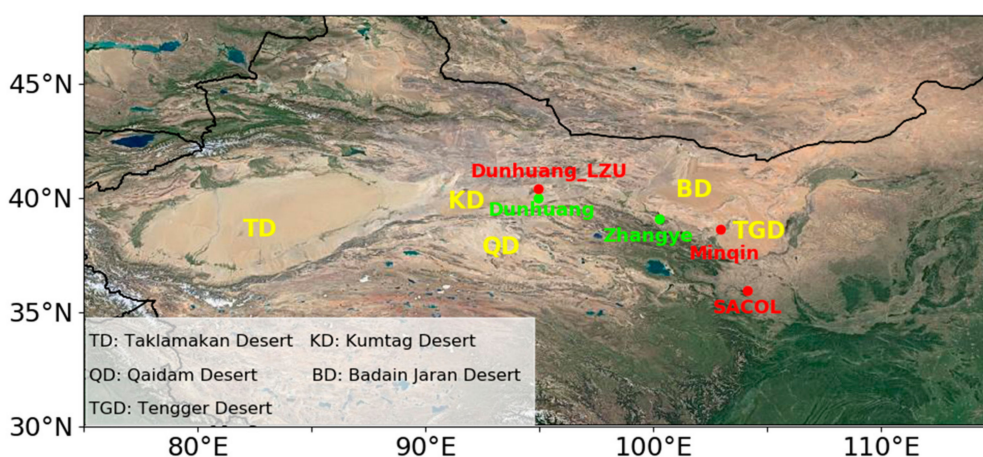 45°N
40°N
35°N
30°N
Dunhuang_LZU
Dunhuang
KD
TD
QD
BD
Zhangye
TGD
Minqin
SACOL
TD: Taklamakan Desert KD: Kumtag Desert
QD: Qaidam Desert BD: Badain Jaran Desert
TGD: Tengger Desert
80°E 90°E 100°E 110°E